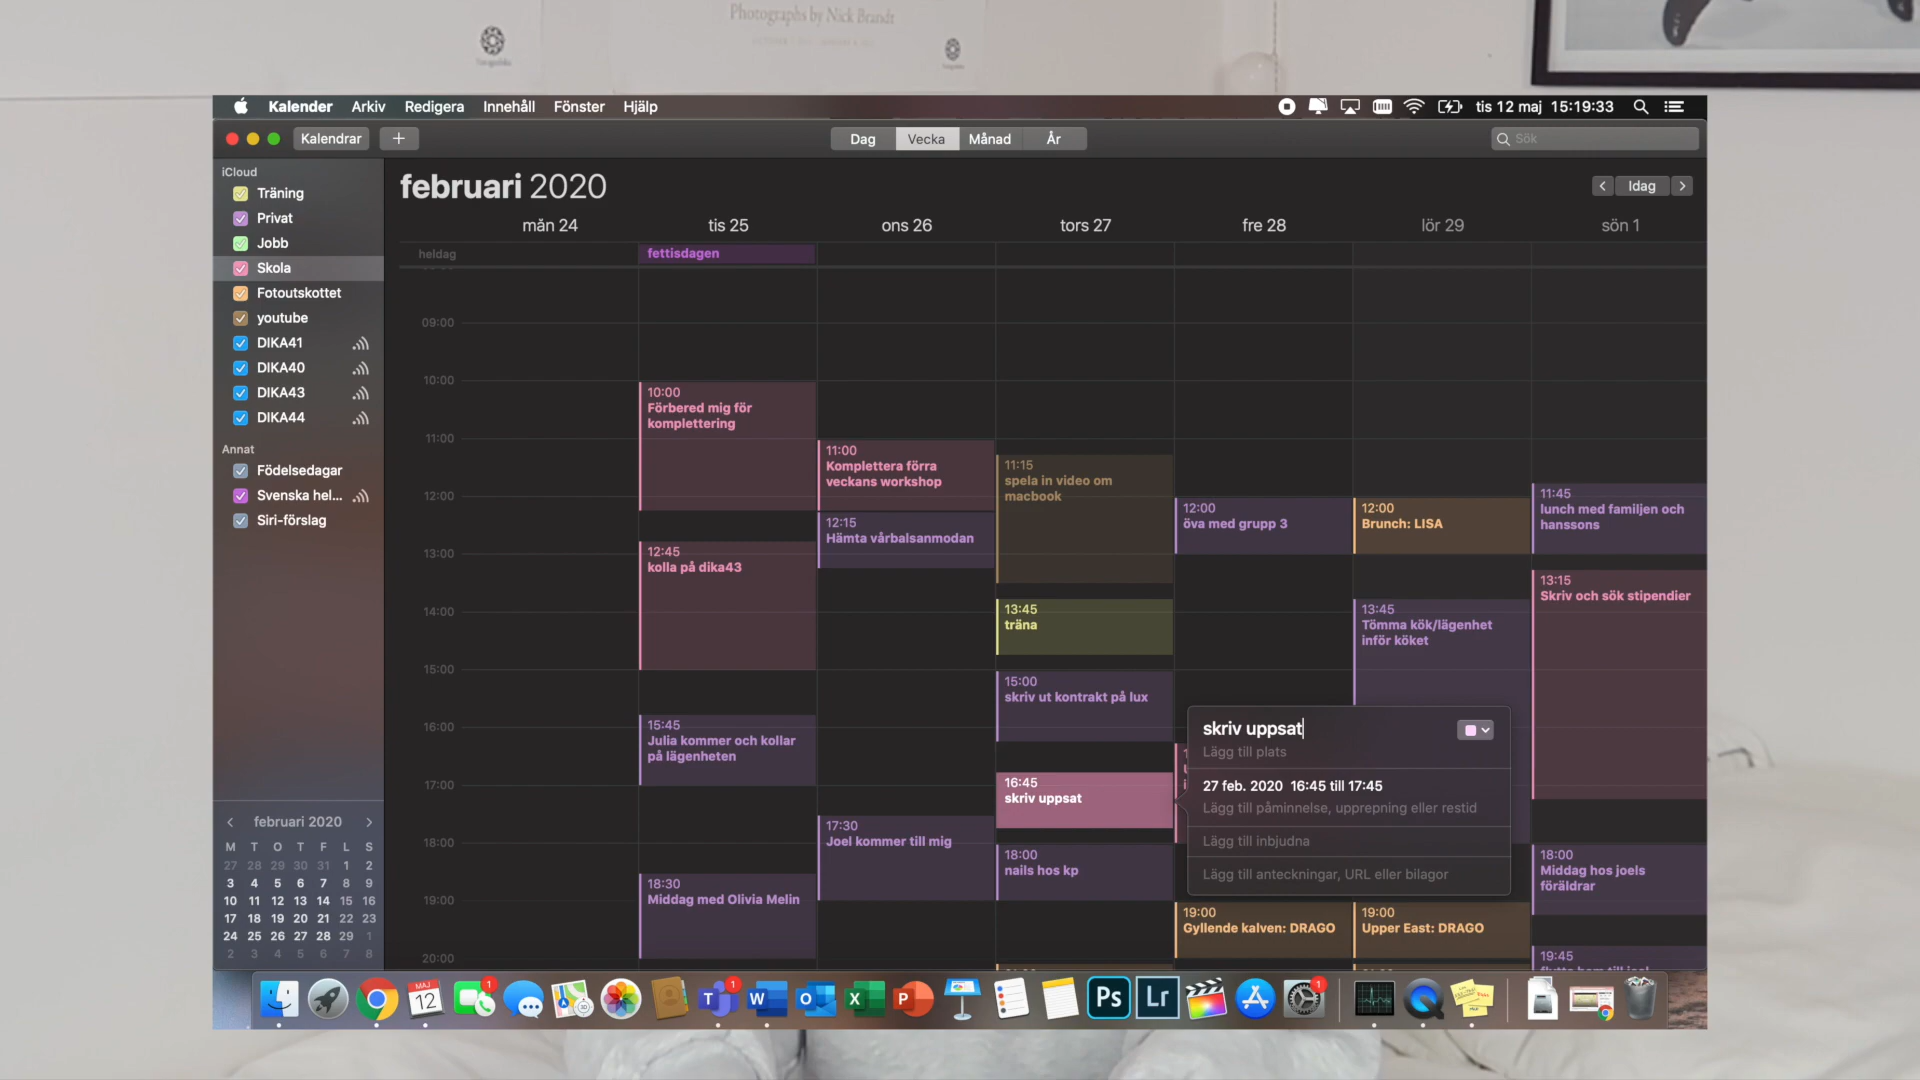 Photographs by Nick Brandt
Kalender Arkiv Redigera Innehåll Fönster Hjälp
tis 12 maj 15:19:33
Kalendrar +
Dag Vecka Månad År
Sök
iCloud
Träning
Privat
Jobb
Skola
Fotoutskottet
youtube
DIKA41
DIKA40
DIKA43
DIKA44
Annat
Födelsedagar
Svenska hel...
Siri-förslag
februari 2020
M T O T F L S
27 28 29 30 31 1 2
3 4 5 6 7 8 9
10 11 12 13 14 15 16
17 18 19 20 21 22 23
24 25 26 27 28 29 1
2 3 4 5 6 7 8
februari 2020
< Idag >
mån 24 tis 25 ons 26 tors 27 fre 28 lör 29 sön 1
heldag
fettisdagen
09:00
10:00
11:00
12:00
13:00
14:00
15:00
16:00
17:00
18:00
19:00
20:00
10:00
Förbered mig för
komplettering
12:45
kolla på dika43
15:45
Julia kommer och kollar
på lägenheten
18:30
Middag med Olivia Melin
11:00
Komplettera förra
veckans workshop
12:15
Hämta vårbalsanmodan
17:30
Joel kommer till mig
11:15
spela in video om
macbook
13:45
träna
15:00
skriv ut kontrakt på lux
16:45
skriv uppsat
18:00
nails hos kp
12:00
öva med grupp 3
19:00
Gyllende kalven: DRAGO
12:00
Brunch: LISA
13:45
Tömma kök/lägenhet
inför köket
19:00
Upper East: DRAGO
11:45
lunch med familjen och
hanssons
13:15
Skriv och sök stipendier
18:00
Middag hos joels
föräldrar
19:45
skriv uppsat
Lägg till plats
27 feb. 2020 16:45 till 17:45
Lägg till påminnelse, upprepning eller restid
Lägg till inbjudna
Lägg till anteckningar, URL eller bilagor
MAJ
12
1
3D
1
T
W
O
X
P
Ps
Lr
1